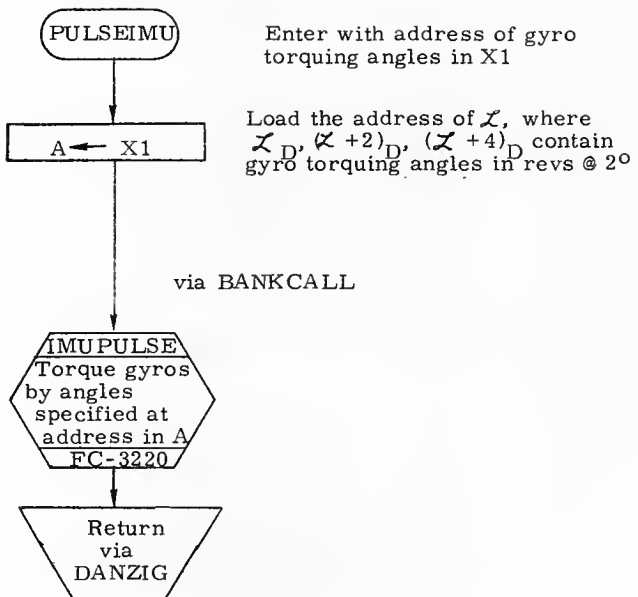 PULSEIMU
Enter with address of gyro
torquing angles in X1
A ← X1
Load the address of 𝓛, where
𝓛 D, (𝓛 +2)D, (𝓛 +4)D contain
gyro torquing angles in revs @ 2⁰
via BANKCALL
IMUPULSE
Torque gyros
by angles
specified at
address in A
FC-3220
Return
via
DANZIG